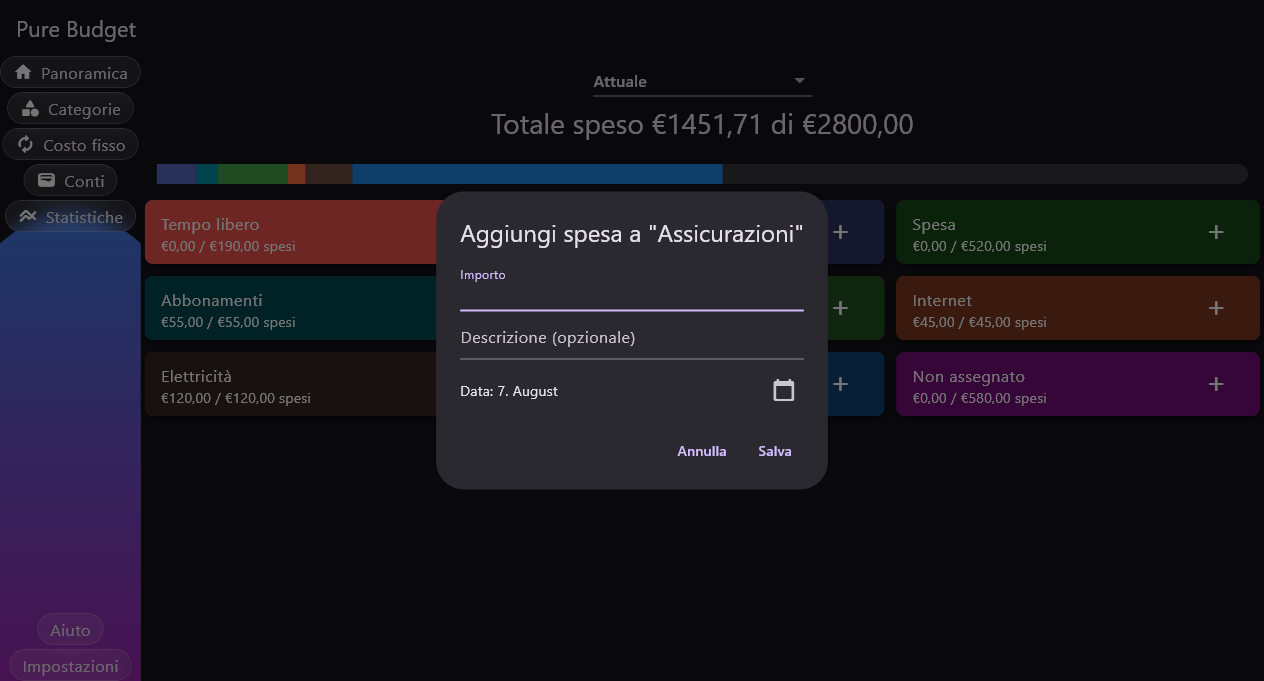 Pure Budget
Panoramica
Categorie
Costo fisso
Conti
Statistiche
Aiuto
Impostazioni
Attuale
Totale speso €1451,71 di €2800,00
Tempo libero
€0,00 / €190,00 spesi
Spesa
€0,00 / €520,00 spesi
Abbonamenti
€55,00 / €55,00 spesi
Internet
€45,00 / €45,00 spesi
Elettricità
€120,00 / €120,00 spesi
Non assegnato
€0,00 / €580,00 spesi
Aggiungi spesa a "Assicurazioni"
Importo
Descrizione (opzionale)
Data: 7. August
Annulla Salva